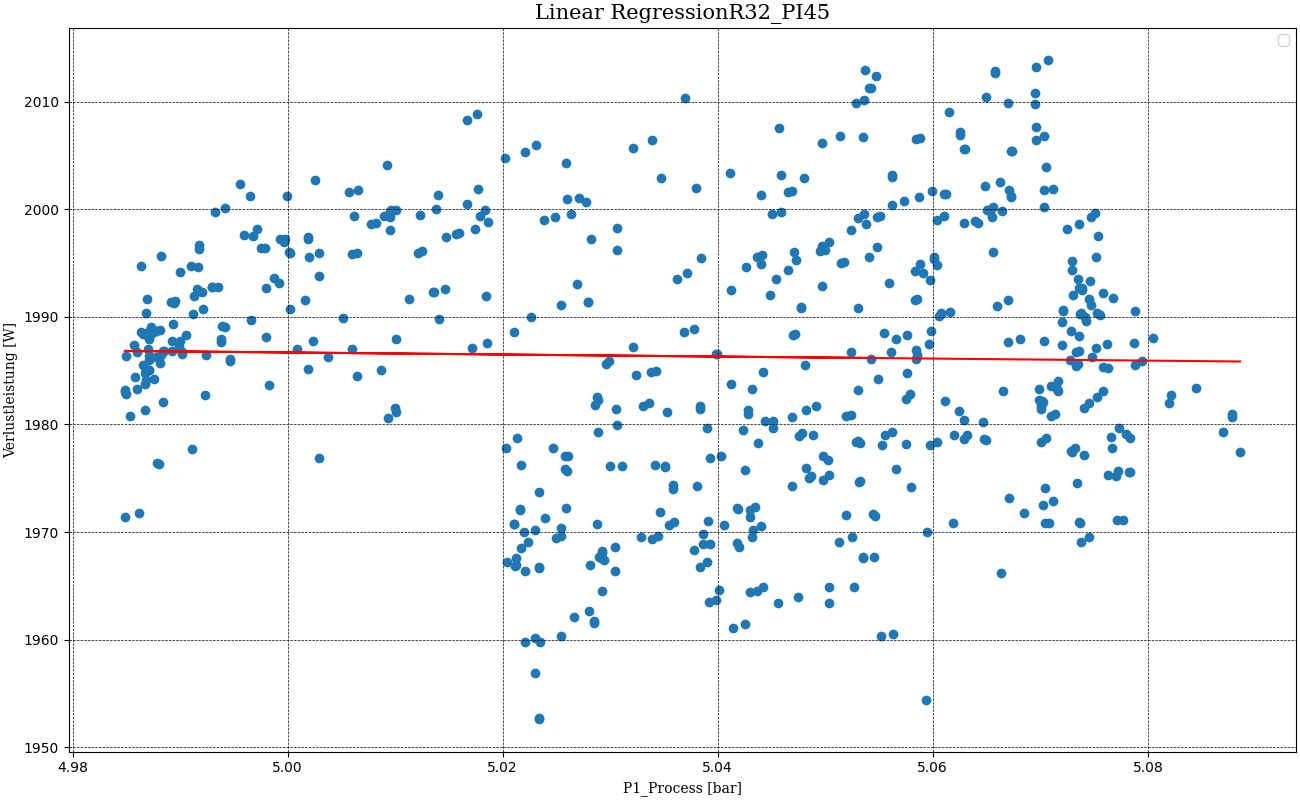 Linear RegressionR32_PI45
2010
2000
1990
1980
1970
1960
1950
Verlustleistung [W]
4.98 5.00 5.02 5.04 5.06 5.08
P1_Process [bar]